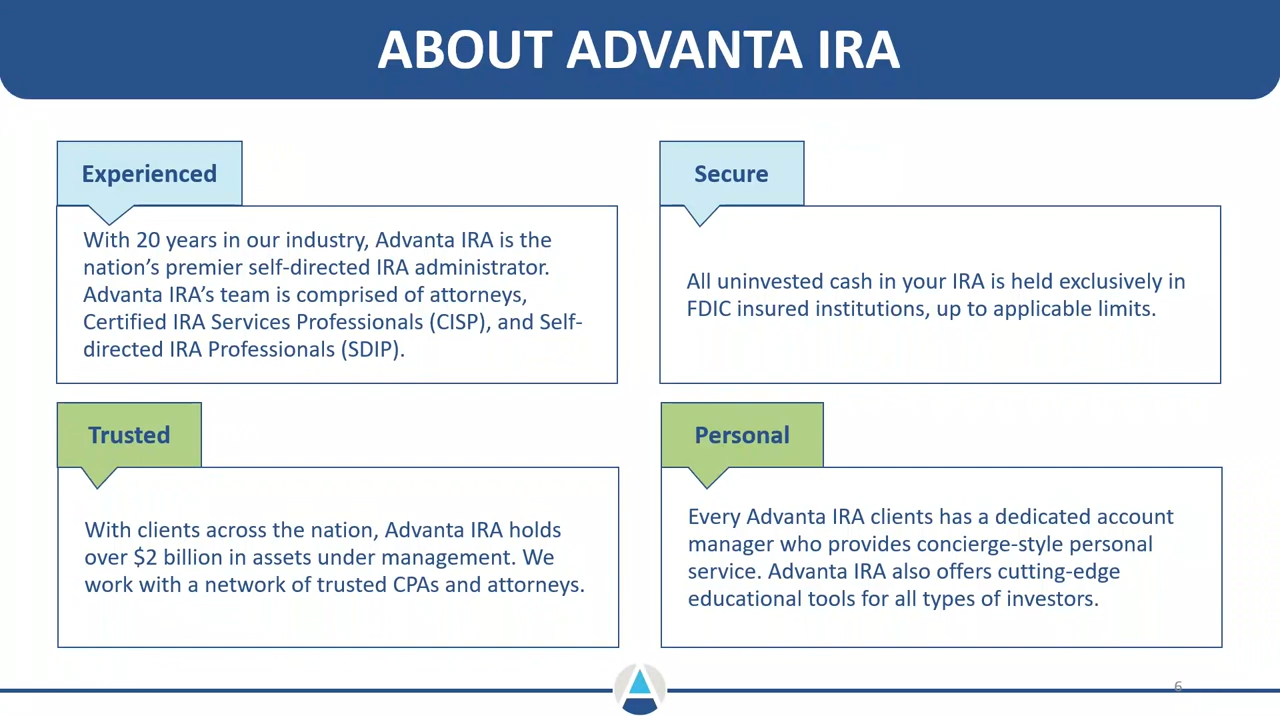 ABOUT ADVANTA IRA
Experienced
With 20 years in our industry, Advanta IRA is the
nation’s premier self-directed IRA administrator.
Advanta IRA’s team is comprised of attorneys,
Certified IRA Services Professionals (CISP), and Self-
directed IRA Professionals (SDIP).
Secure
All uninvested cash in your IRA is held exclusively in
FDIC insured institutions, up to applicable limits.
Trusted
With clients across the nation, Advanta IRA holds
over $2 billion in assets under management. We
work with a network of trusted CPAs and attorneys.
Personal
Every Advanta IRA clients has a dedicated account
manager who provides concierge-style personal
service. Advanta IRA also offers cutting-edge
educational tools for all types of investors.
6